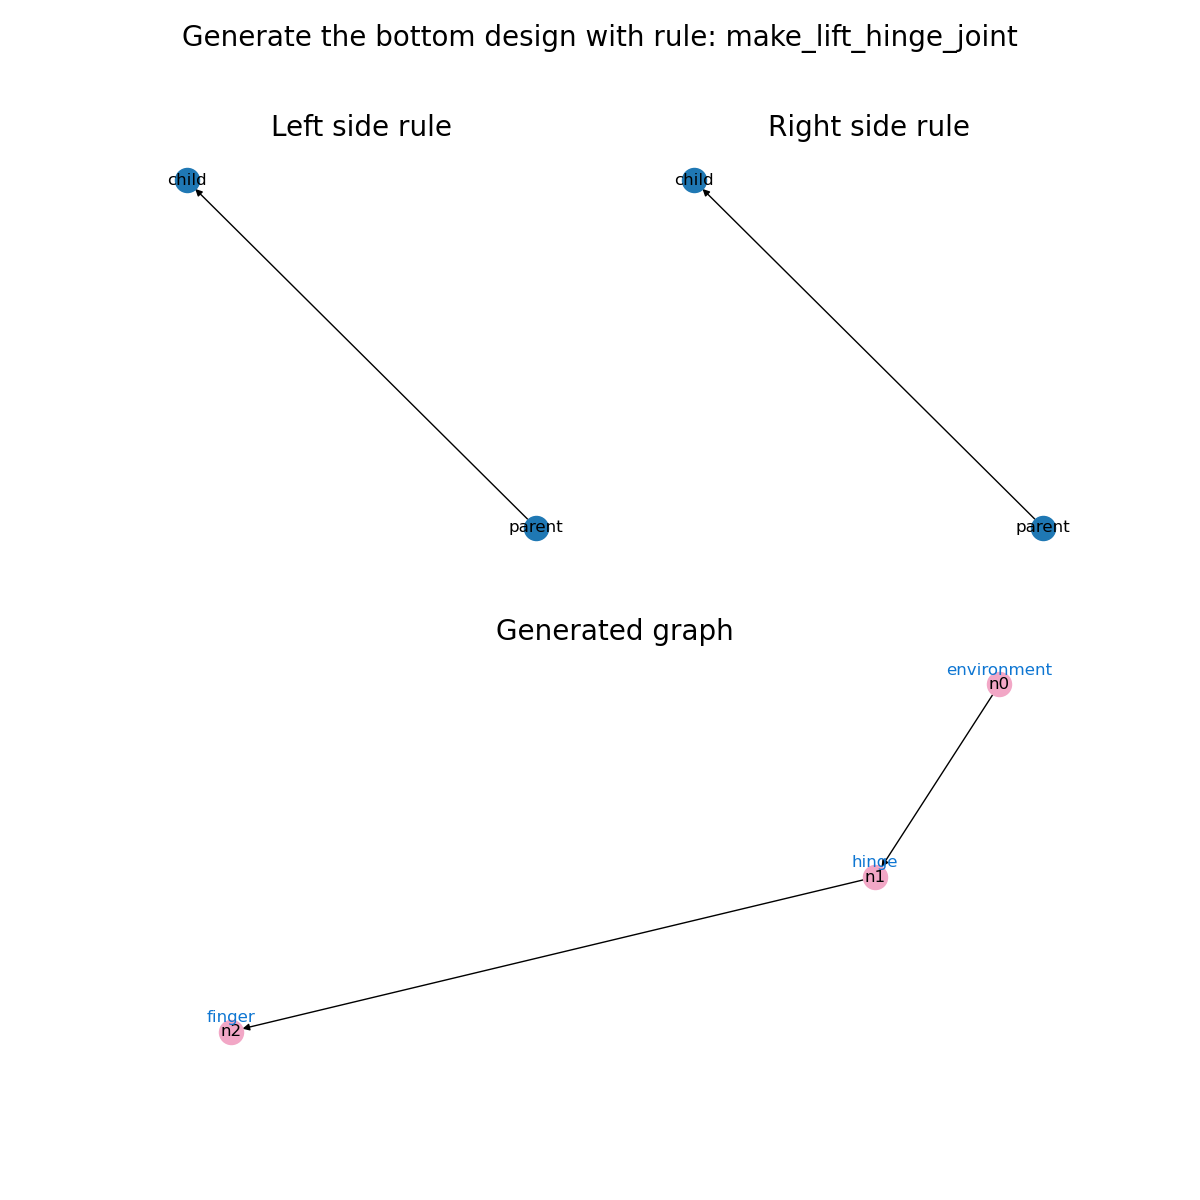 Generate the bottom design with rule: make_lift_hinge_joint
Left side rule
Right side rule
child
child
parent
parent
Generated graph
environment
n0
hinge
n1
finger
n2